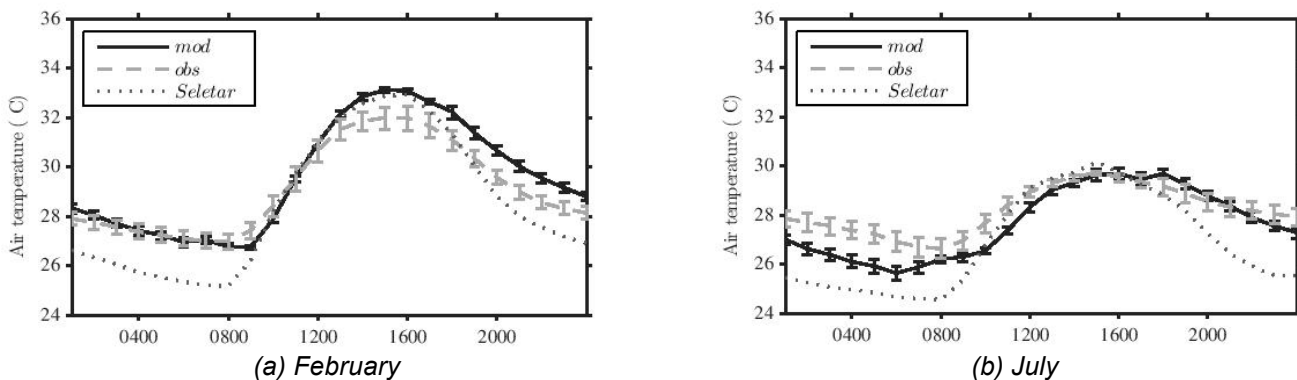 36
34
32
30
28
26
24
Air temperature ( C)
mod
obs
Seletar
0400 0800 1200 1600 2000
(a) February
36
34
32
30
28
26
24
Air temperature ( C)
mod
obs
Seletar
0400 0800 1200 1600 2000
(b) July